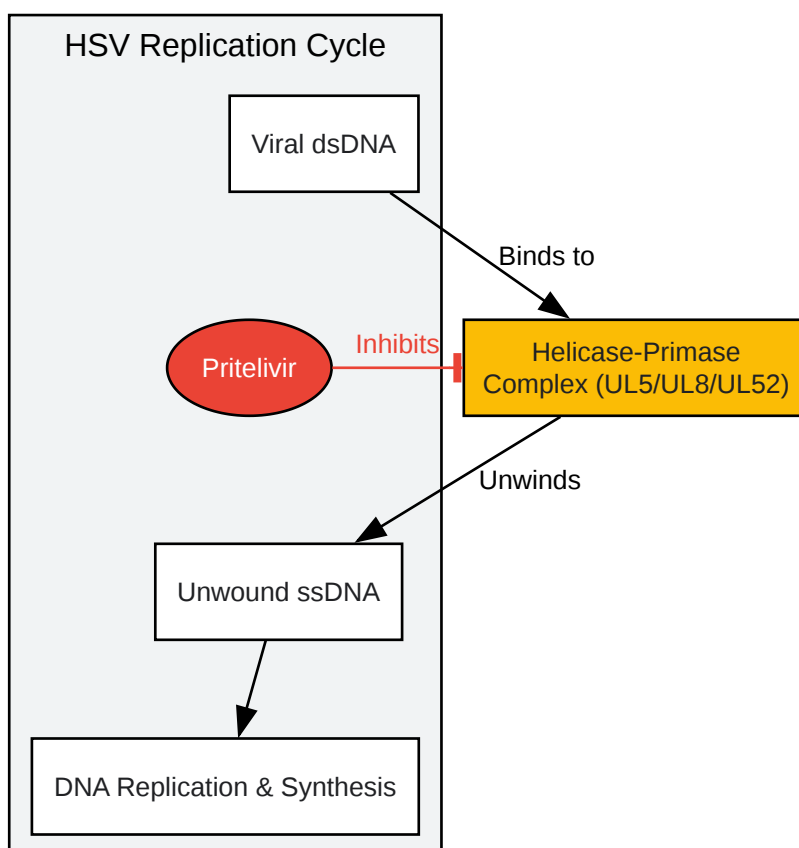 HSV Replication Cycle
Viral dsDNA
Binds to
Inhibits
Pritelivir
Helicase-Primase
Complex (UL5/UL8/UL52)
Unwinds
Unwound ssDNA
DNA Replication & Synthesis